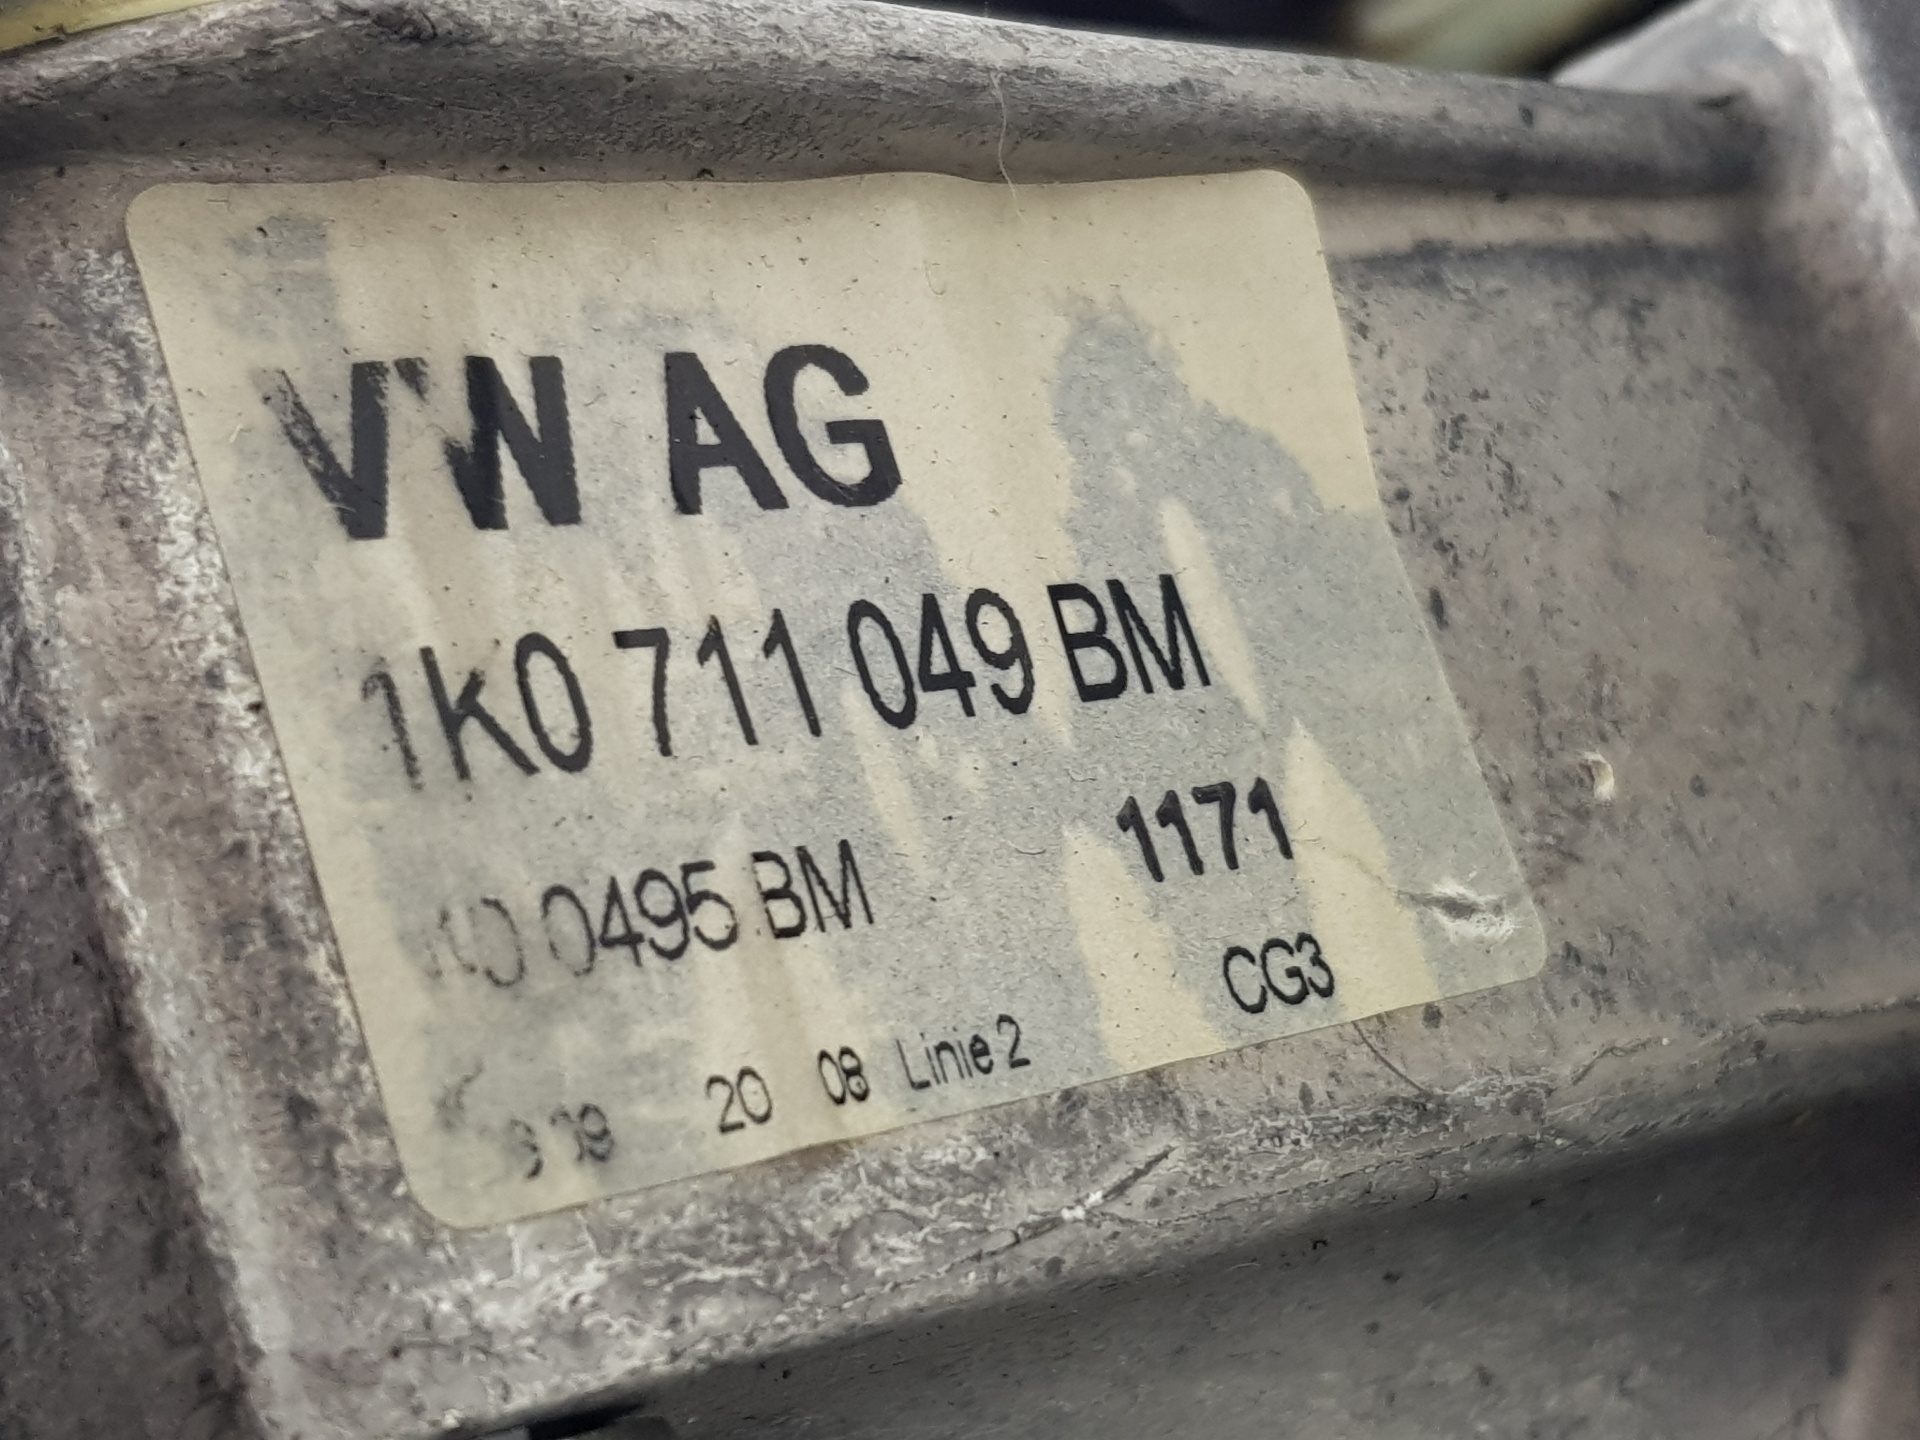 VW AG
1K0 711 049 BM
1171
0495 BM
CG3
20 08 Linie 2